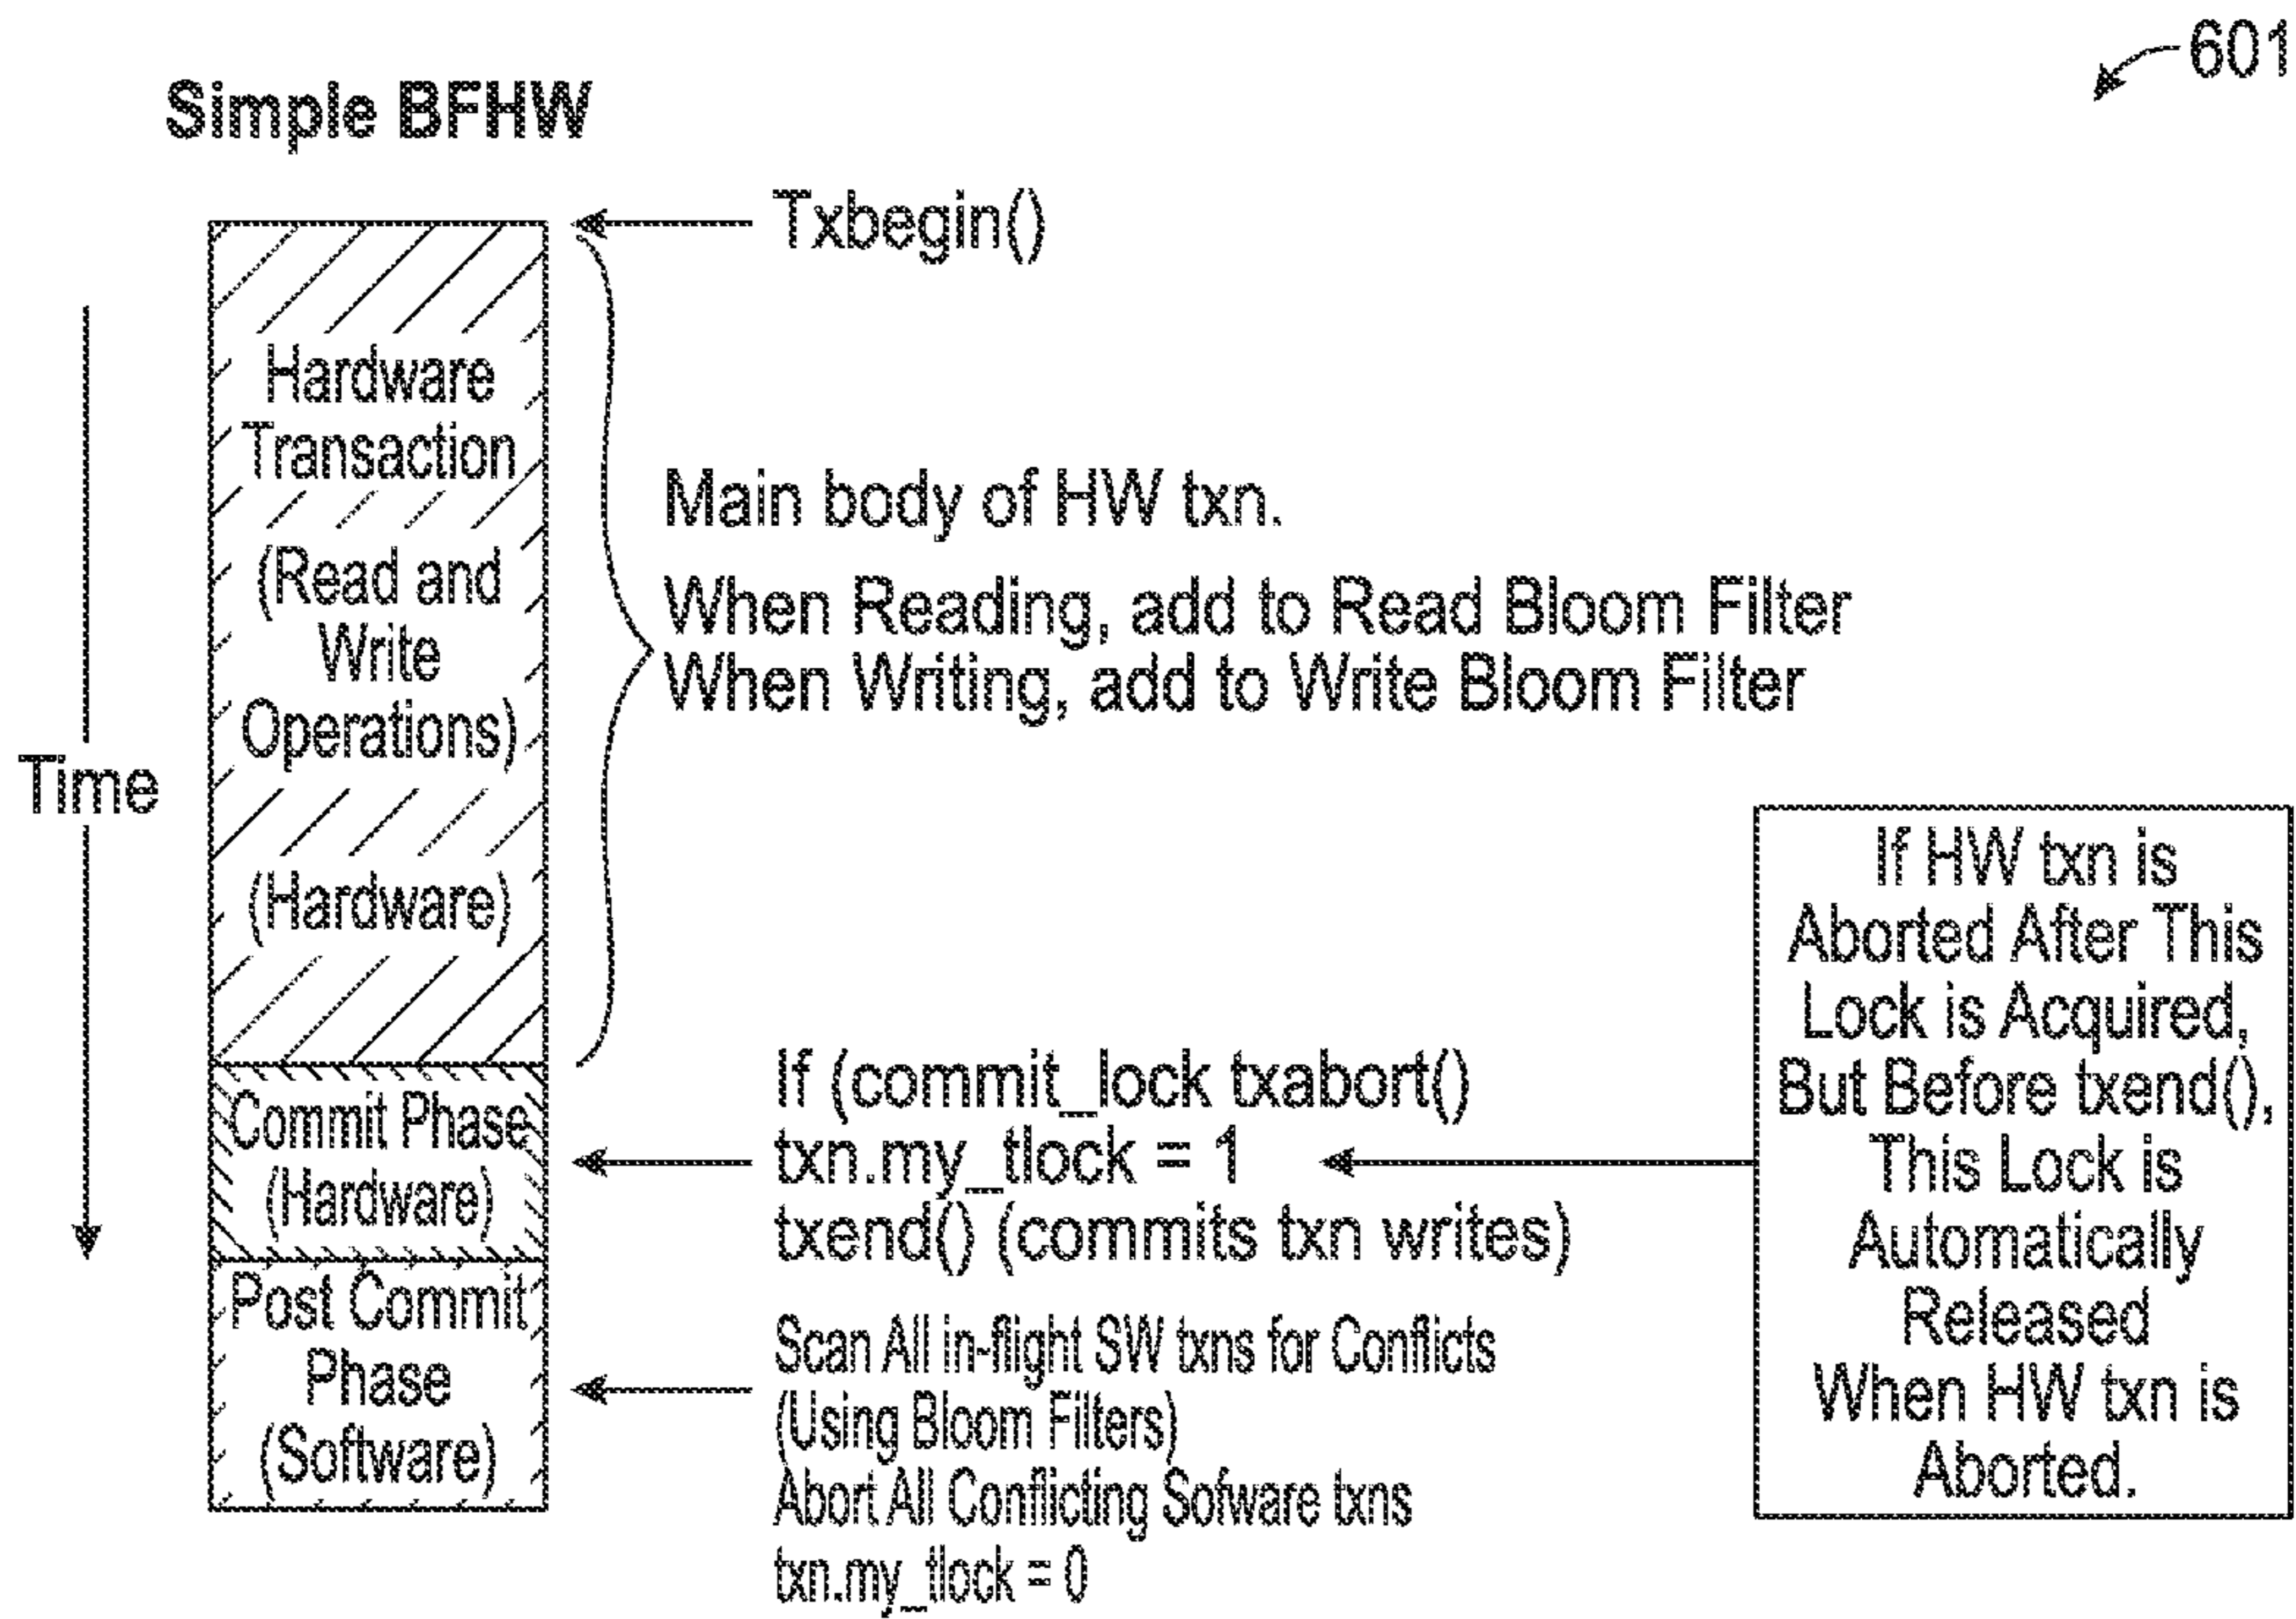 601
Simple BFHW
Txbegin()
Hardware
Transaction
(Read and
Write
Operations)
(Hardware)
Time
Main body of HW txn.
When Reading, add to Read Bloom Filter
When Writing, add to Write Bloom Filter
Commit Phase
(Hardware)
If (commit_lock txabort()
txn.my_tlock = 1
txend() (commits txn writes)
If HW txn is
Aborted After This
Lock is Acquired,
But Before txend(),
This Lock is
Automatically
Released
When HW txn is
Aborted.
Post Commit
Phase
(Software)
Scan All in-flight SW txns for Conflicts
(Using Bloom Filters)
Abort All Conflicting Sofware txns
txn.my_tlock = 0